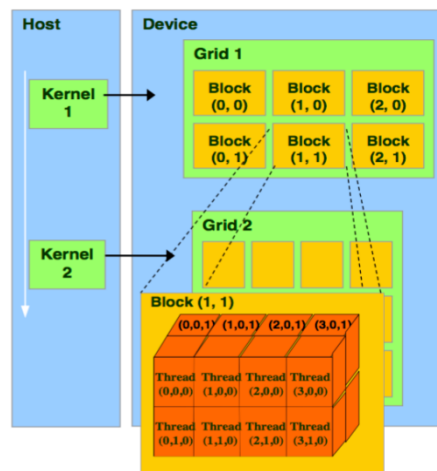 Host
Device
Grid 1
Kernel
1
Block
(0, 0)
Block
(1, 0)
Block
(2, 0)
Block
(0, 1)
Block
(1, 1)
Block
(2, 1)
Grid 2
Kernel
2
Block (1, 1)
(0,0,1) (1,0,1) (2,0,1) (3,0,1)
Thread
(0,0,0)
Thread
(1,0,0)
Thread
(2,0,0)
Thread
(3,0,0)
Thread
(0,1,0)
Thread
(1,1,0)
Thread
(2,1,0)
Thread
(3,1,0)